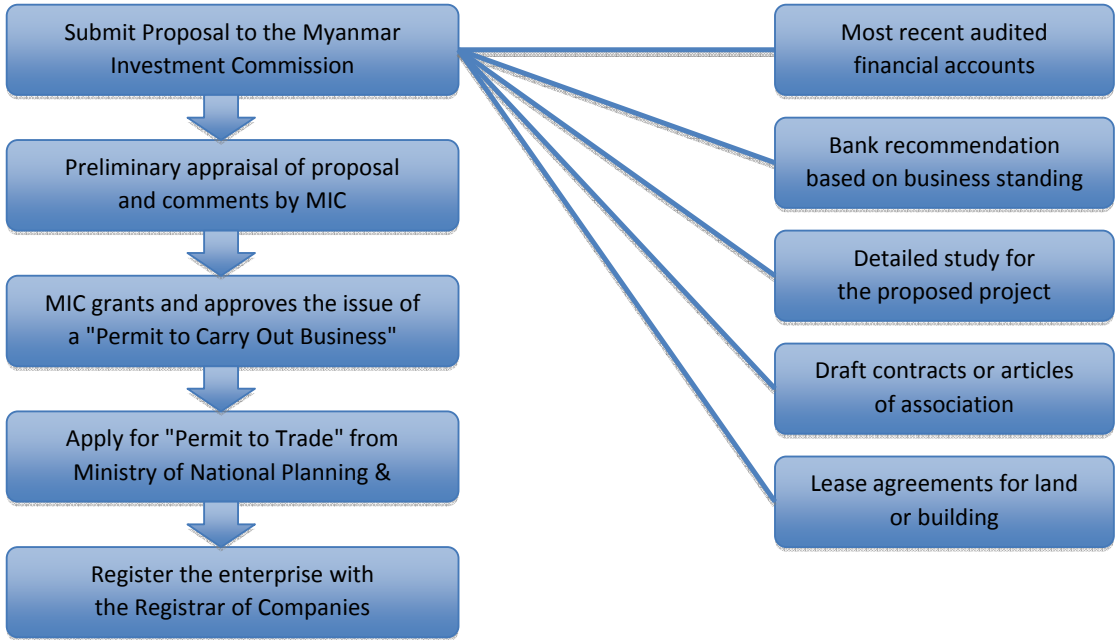 Submit Proposal to the Myanmar
Investment Commission
Preliminary appraisal of proposal
and comments by MIC
MIC grants and approves the issue of
a "Permit to Carry Out Business"
Apply for "Permit to Trade" from
Ministry of National Planning &
Register the enterprise with
the Registrar of Companies
Most recent audited
financial accounts
Bank recommendation
based on business standing
Detailed study for
the proposed project
Draft contracts or articles
of association
Lease agreements for land
or building